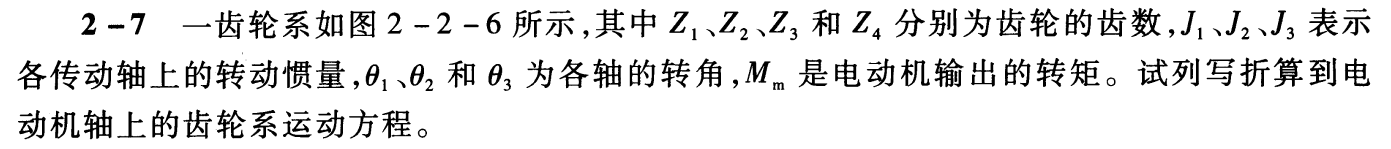 2-7 一齿轮系如图 2-2-6 所示,其中 Z₁、Z₂、Z₃ 和 Z₄ 分别为齿轮的齿数,J₁、J₂、J₃ 表示
各传动轴上的转动惯量,θ₁、θ₂ 和 θ₃ 为各轴的转角,Mₘ 是电动机输出的转矩。试列写折算到电
动机轴上的齿轮系运动方程。